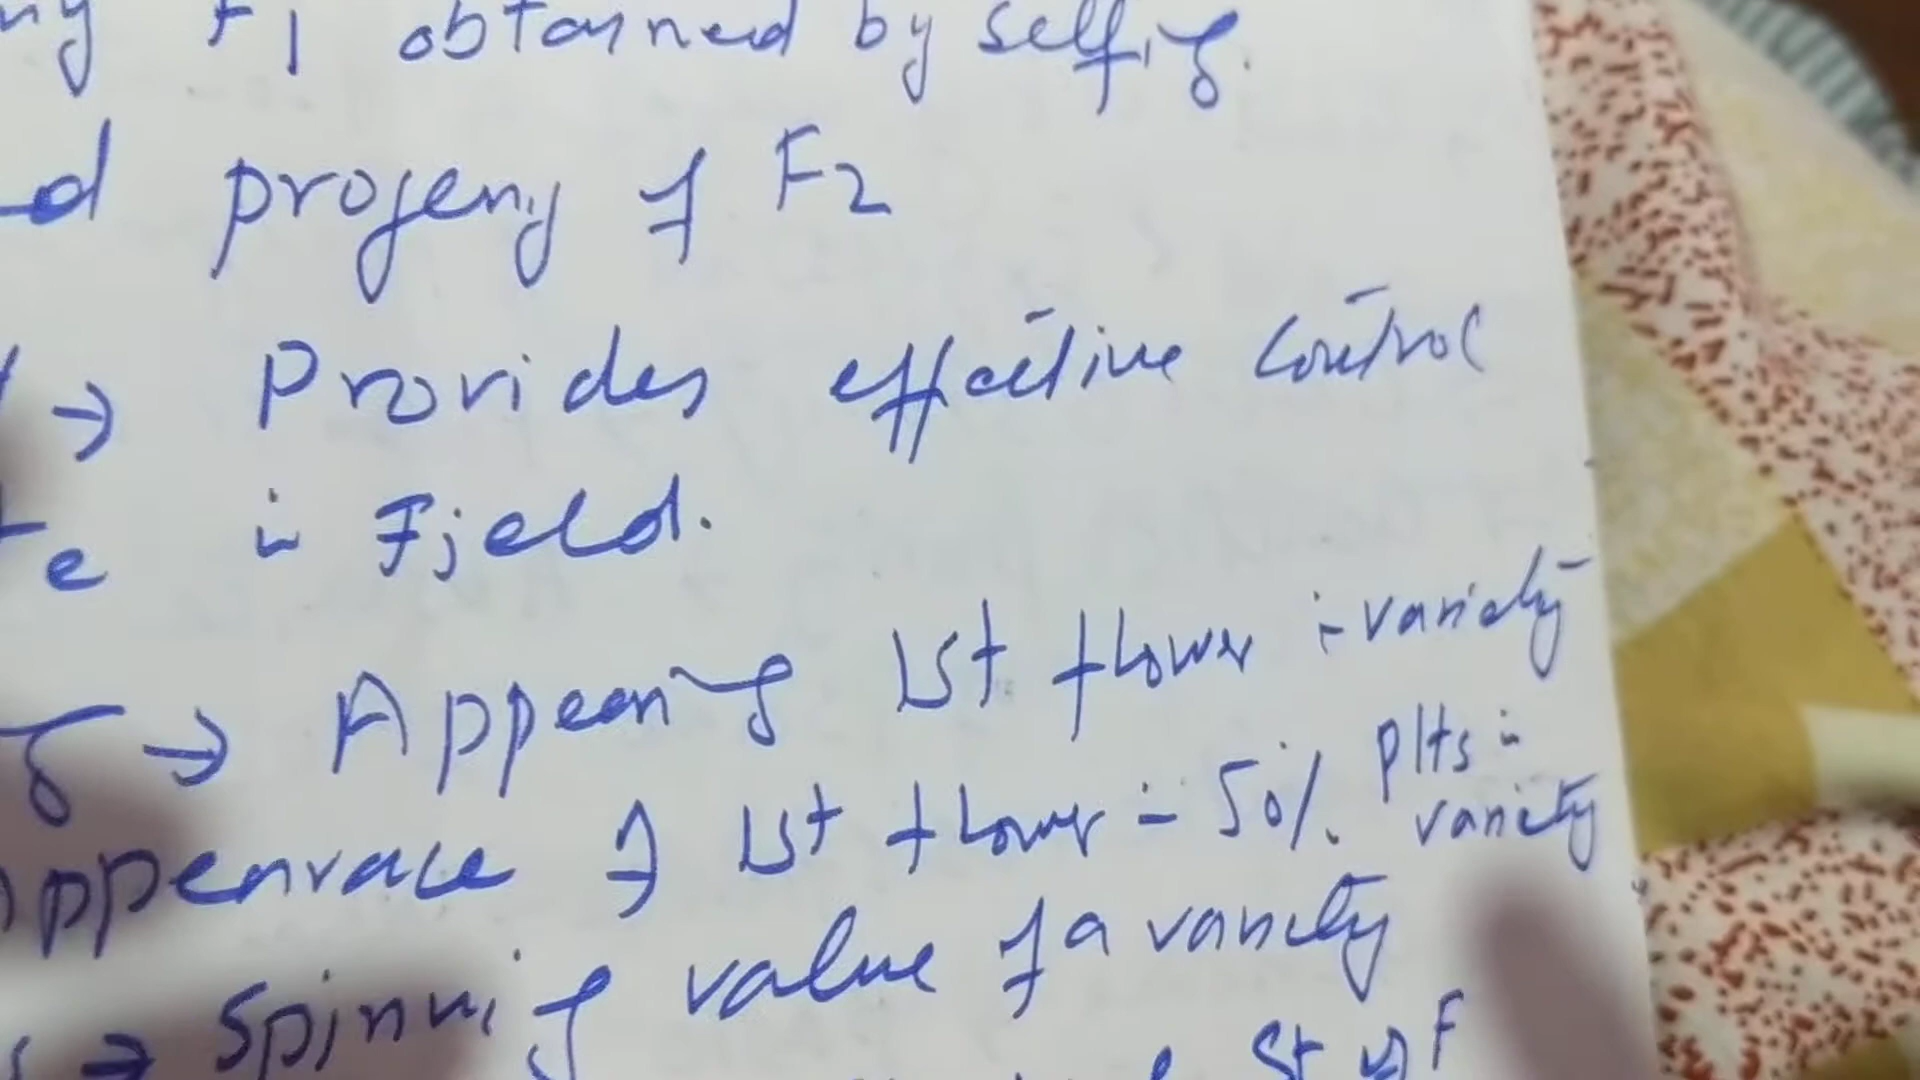 F1 obtained by selfing.
progeny of F2
→ Provides effective control
in Field.
→ Appearing 1st flower in variety
Appearance of 1st flower in 50% plts in variety
→ Spinning value of a variety